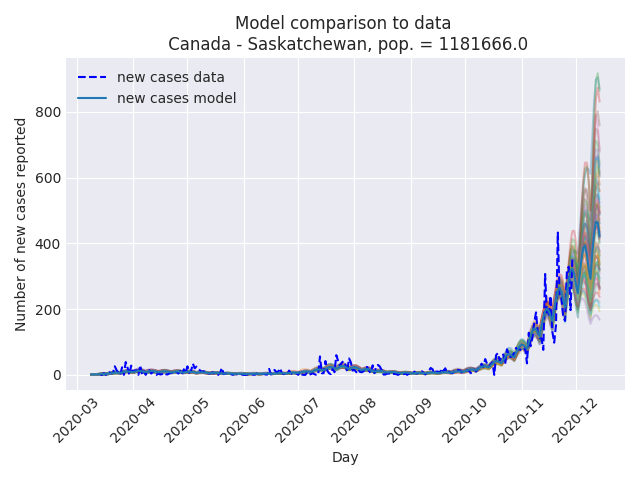 Model comparison to data
Canada - Saskatchewan, pop. = 1181666.0
new cases data
new cases model
Number of new cases reported
800
600
400
200
0
2020-03
2020-04
2020-05
2020-06
2020-07
2020-08
2020-09
2020-10
2020-11
2020-12
Day